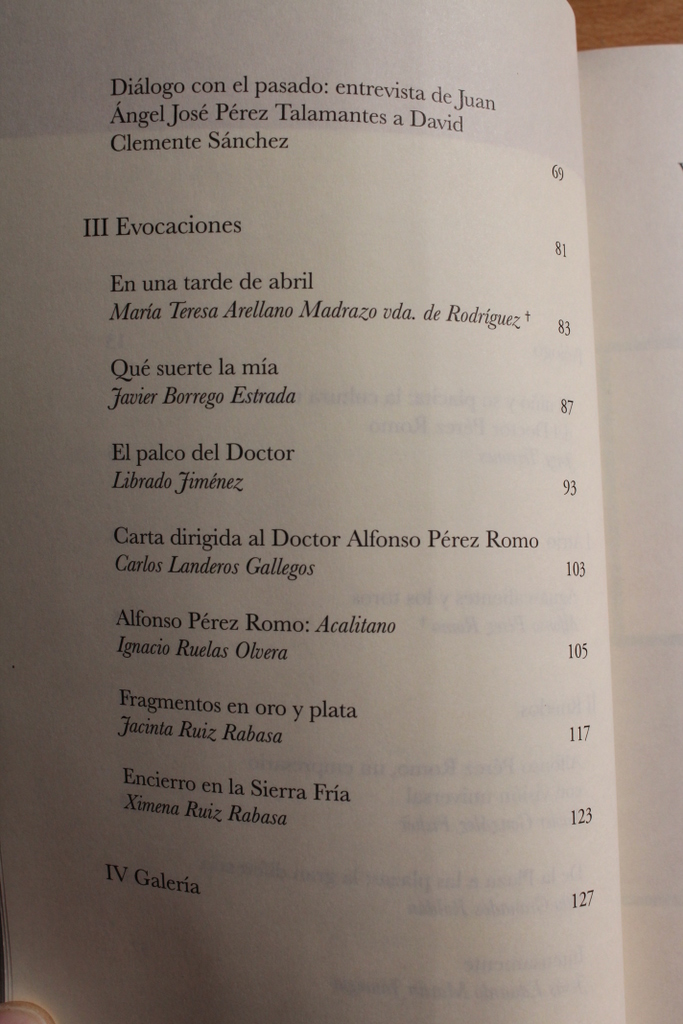 Diálogo con el pasado: entrevista de Juan
Ángel José Pérez Talamantes a David
Clemente Sánchez
69
III Evocaciones
81
En una tarde de abril
María Teresa Arellano Madrazo vda. de Rodríguez †
83
Qué suerte la mía
Javier Borrego Estrada
87
El palco del Doctor
Librado Jiménez
93
Carta dirigida al Doctor Alfonso Pérez Romo
Carlos Landeros Gallegos
103
Alfonso Pérez Romo: Acalitano
Ignacio Ruelas Olvera
105
Fragmentos en oro y plata
Jacinta Ruiz Rabasa
117
Encierro en la Sierra Fría
Ximena Ruiz Rabasa
123
IV Galería
127